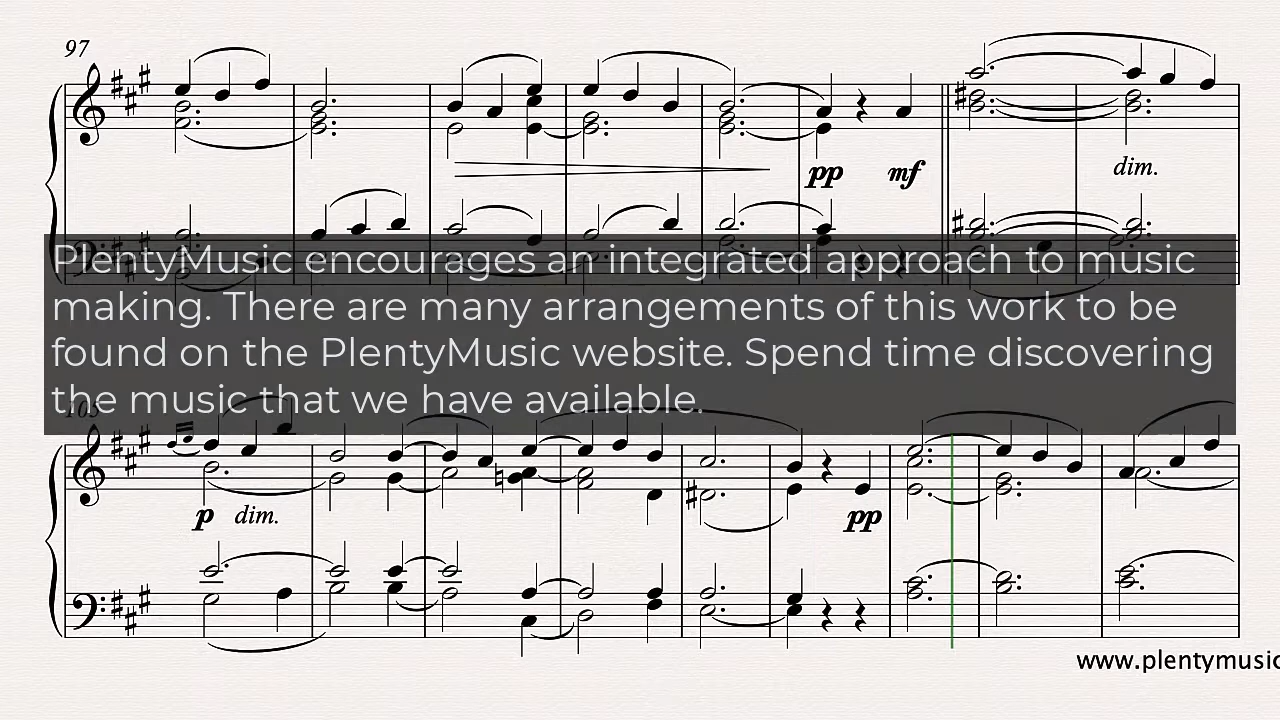 97
pp mf
dim.
PlentyMusic encourages an integrated approach to music
making. There are many arrangements of this work to be
found on the PlentyMusic website. Spend time discovering
the music that we have available.
105
p dim.
pp
www.plentymusic